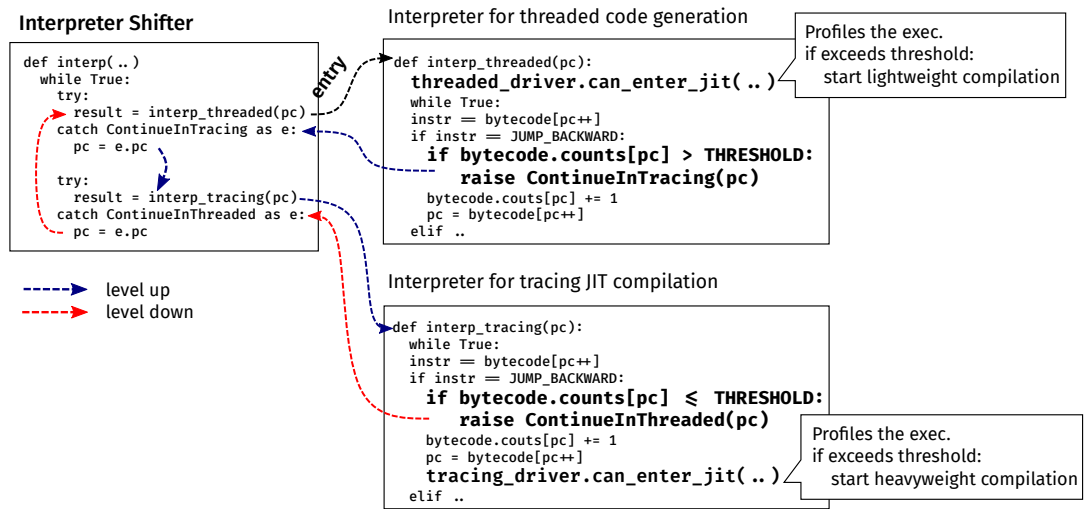 Interpreter Shifter
def interp(..)
while True:
try:
result = interp_threaded(pc)
catch ContinueInTracing as e:
pc = e.pc
try:
result = interp_tracing(pc)
catch ContinueInThreaded as e:
pc = e.pc
level up
level down
entry
Interpreter for threaded code generation
def interp_threaded(pc):
threaded_driver.can_enter_jit(..)
while True:
instr == bytecode[pc++]
if instr == JUMP_BACKWARD:
if bytecode.counts[pc] > THRESHOLD:
raise ContinueInTracing(pc)
bytecode.couts[pc] += 1
pc = bytecode[pc++]
elif ..
Profiles the exec.
if exceeds threshold:
start lightweight compilation
Interpreter for tracing JIT compilation
def interp_tracing(pc):
while True:
instr == bytecode[pc++]
if instr == JUMP_BACKWARD:
if bytecode.counts[pc] ⩽ THRESHOLD:
raise ContinueInThreaded(pc)
bytecode.couts[pc] += 1
pc = bytecode[pc++]
tracing_driver.can_enter_jit(..)
elif ..
Profiles the exec.
if exceeds threshold:
start heavyweight compilation